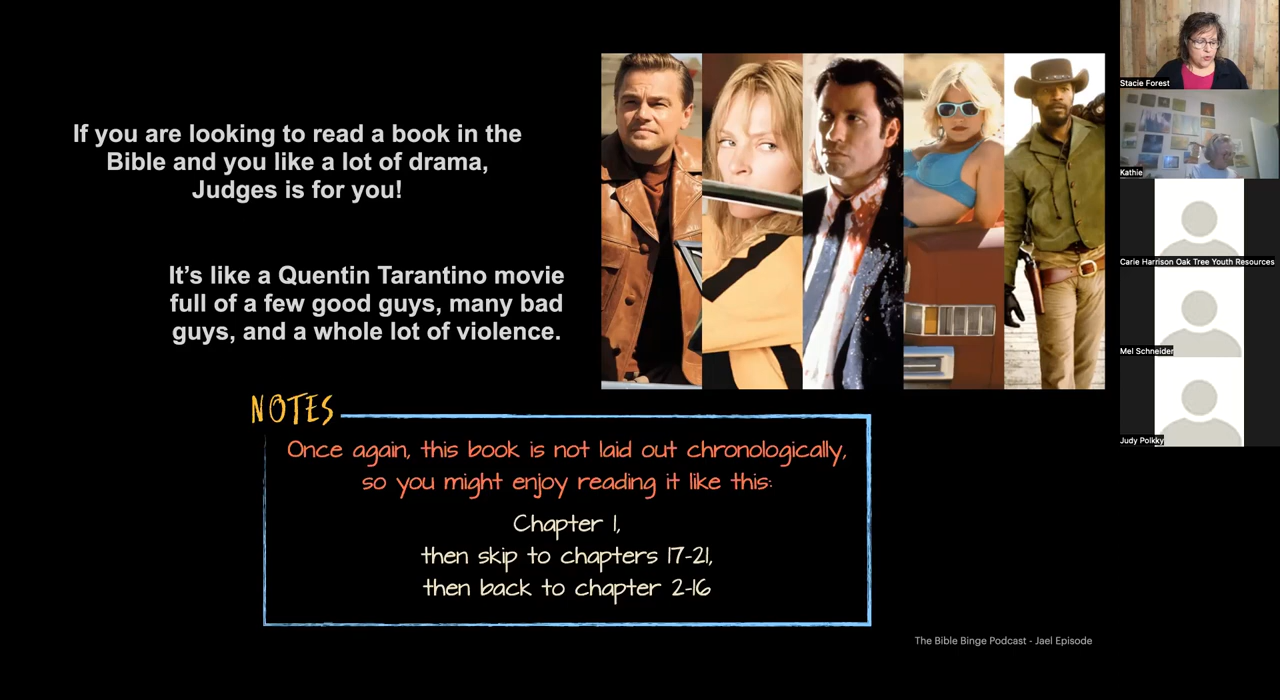 If you are looking to read a book in the
Bible and you like a lot of drama,
Judges is for you!
It’s like a Quentin Tarantino movie
full of a few good guys, many bad
guys, and a whole lot of violence.
NOTES
Once again, this book is not laid out chronologically,
so you might enjoy reading it like this:
Chapter 1,
then skip to chapters 17-21,
then back to chapter 2-16
The Bible Binge Podcast - Jael Episode
Stacie Forest
Kathie
Carie Harrison Oak Tree Youth Resources
Mel Schneider
Judy Polkky